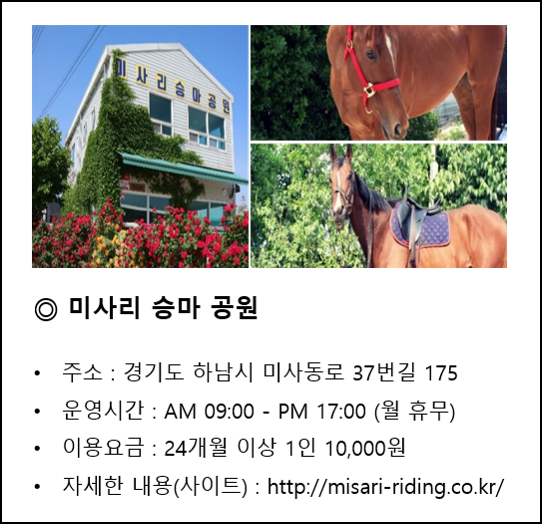 미사리승마공원
◎ 미사리 승마 공원
• 주소 : 경기도 하남시 미사동로 37번길 175
• 운영시간 : AM 09:00 - PM 17:00 (월 휴무)
• 이용요금 : 24개월 이상 1인 10,000원
• 자세한 내용(사이트) : http://misari-riding.co.kr/